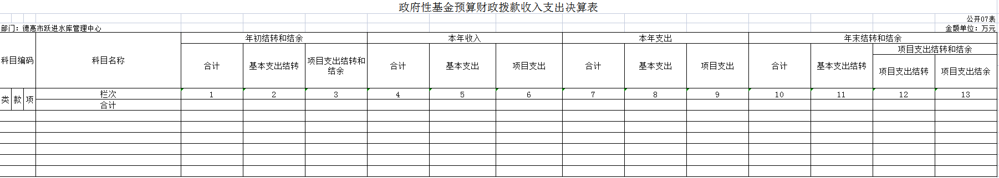 政府性基金预算财政拨款收入支出决算表
公开07表
部门：德惠市跃进水库管理中心
金额单位：万元
科目编码 科目名称 年初结转和结余 本年收入 本年支出 年末结转和结余
合计 基本支出结转 项目支出结转和结余 合计 基本支出 项目支出 合计 基本支出 项目支出 合计 基本支出结转 项目支出结转和结余
项目支出结转 项目支出结余
类 款 项 栏次 1 2 3 4 5 6 7 8 9 10 11 12 13
合计